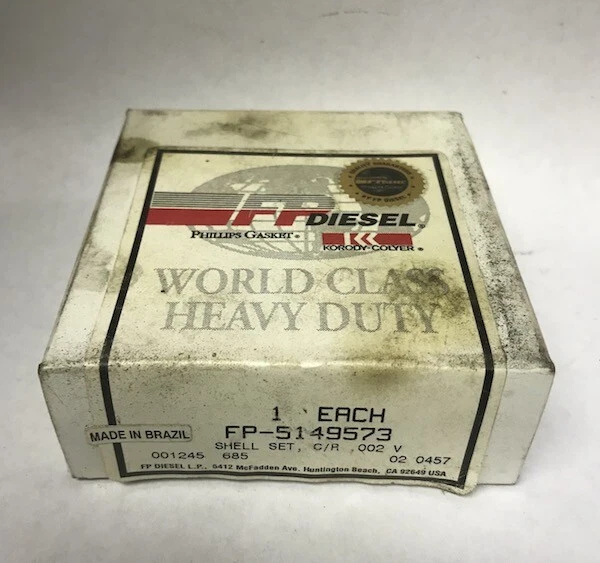 FP DIESEL®
PHILLIPS GASKET®
KORODY-COLYER®
WORLD CLASS
HEAVY DUTY
1 EACH
MADE IN BRAZIL
FP-5149573
SHELL SET, C/R .002 V
001245 685 02 0457
FP DIESEL L.P., 5412 McFadden Ave. Huntington Beach, CA 92649 USA